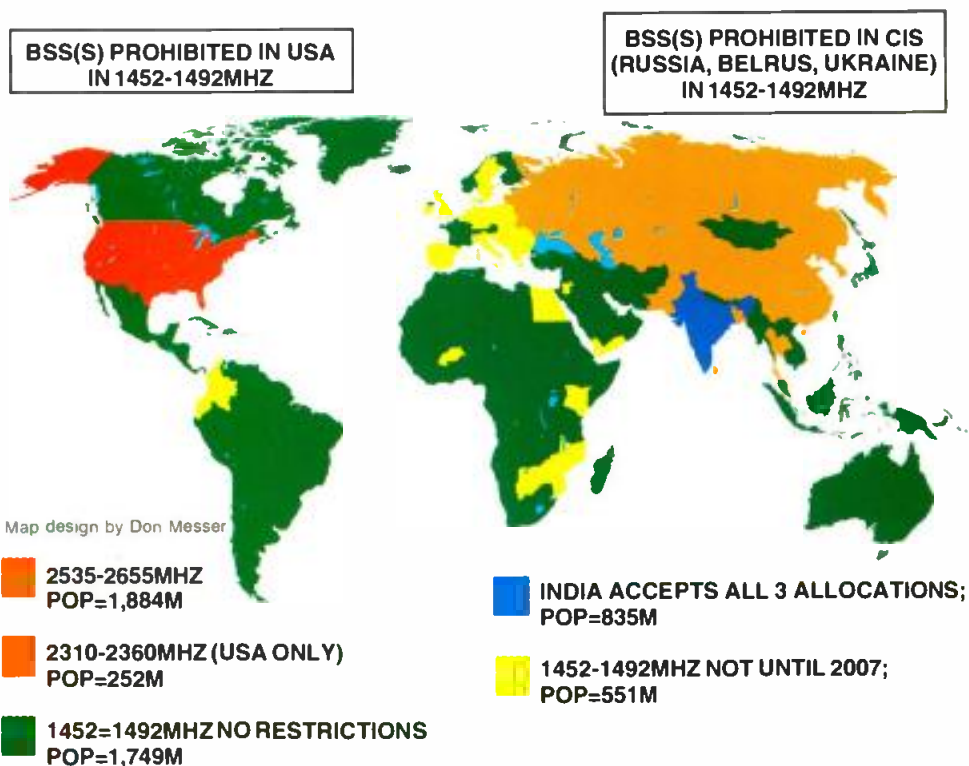 BSS(S) PROHIBITED IN USA
IN 1452-1492MHZ
BSS(S) PROHIBITED IN CIS
(RUSSIA, BELRUS, UKRAINE)
IN 1452-1492MHZ
Map design by Don Messer
2535-2655MHZ
POP=1,884M
2310-2360MHZ (USA ONLY)
POP=252M
1452=1492MHZ NO RESTRICTIONS
POP=1,749M
INDIA ACCEPTS ALL 3 ALLOCATIONS;
POP=835M
1452-1492MHZ NOT UNTIL 2007;
POP=551M